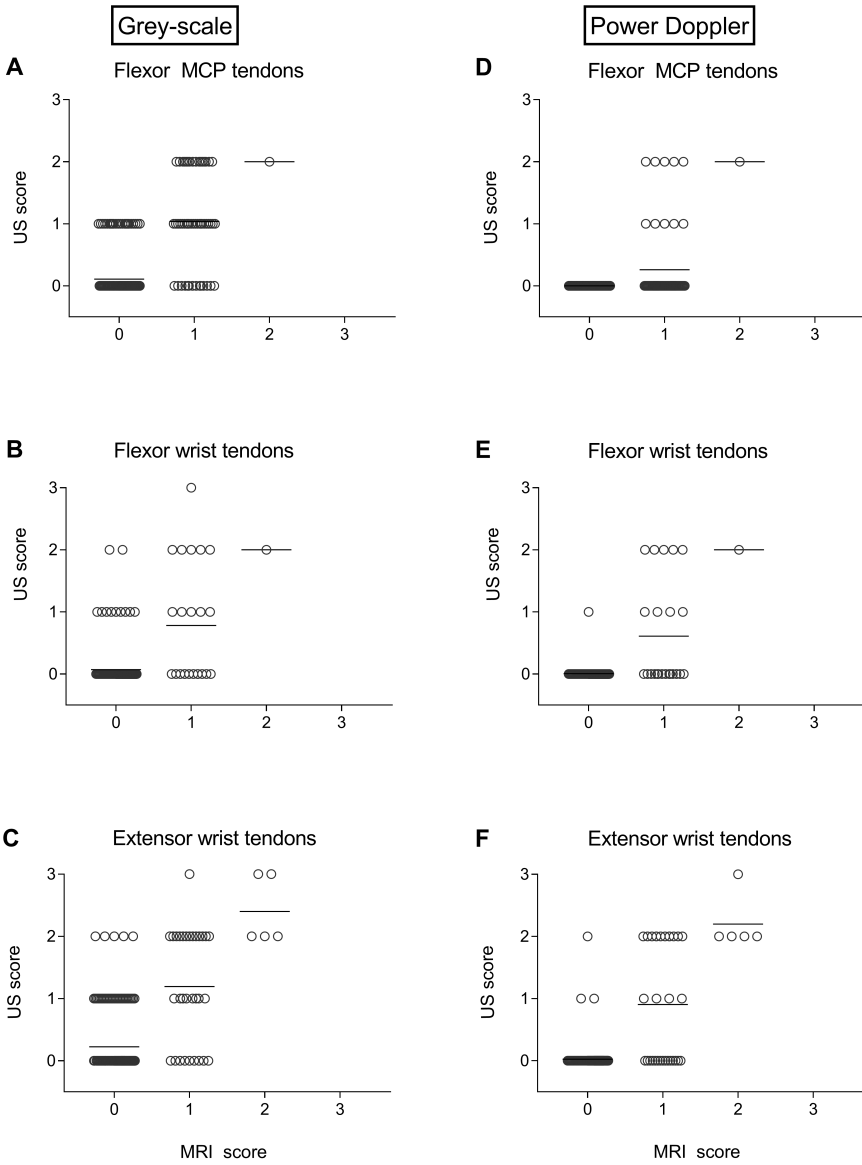 Grey-scale
Power Doppler
A
Flexor MCP tendons
3
2
1
0
US score
0 1 2 3
D
Flexor MCP tendons
3
2
1
0
US score
0 1 2 3
B
Flexor wrist tendons
3
2
1
0
US score
0 1 2 3
E
Flexor wrist tendons
3
2
1
0
US score
0 1 2 3
C
Extensor wrist tendons
3
2
1
0
US score
0 1 2 3
MRI score
F
Extensor wrist tendons
3
2
1
0
US score
0 1 2 3
MRI score